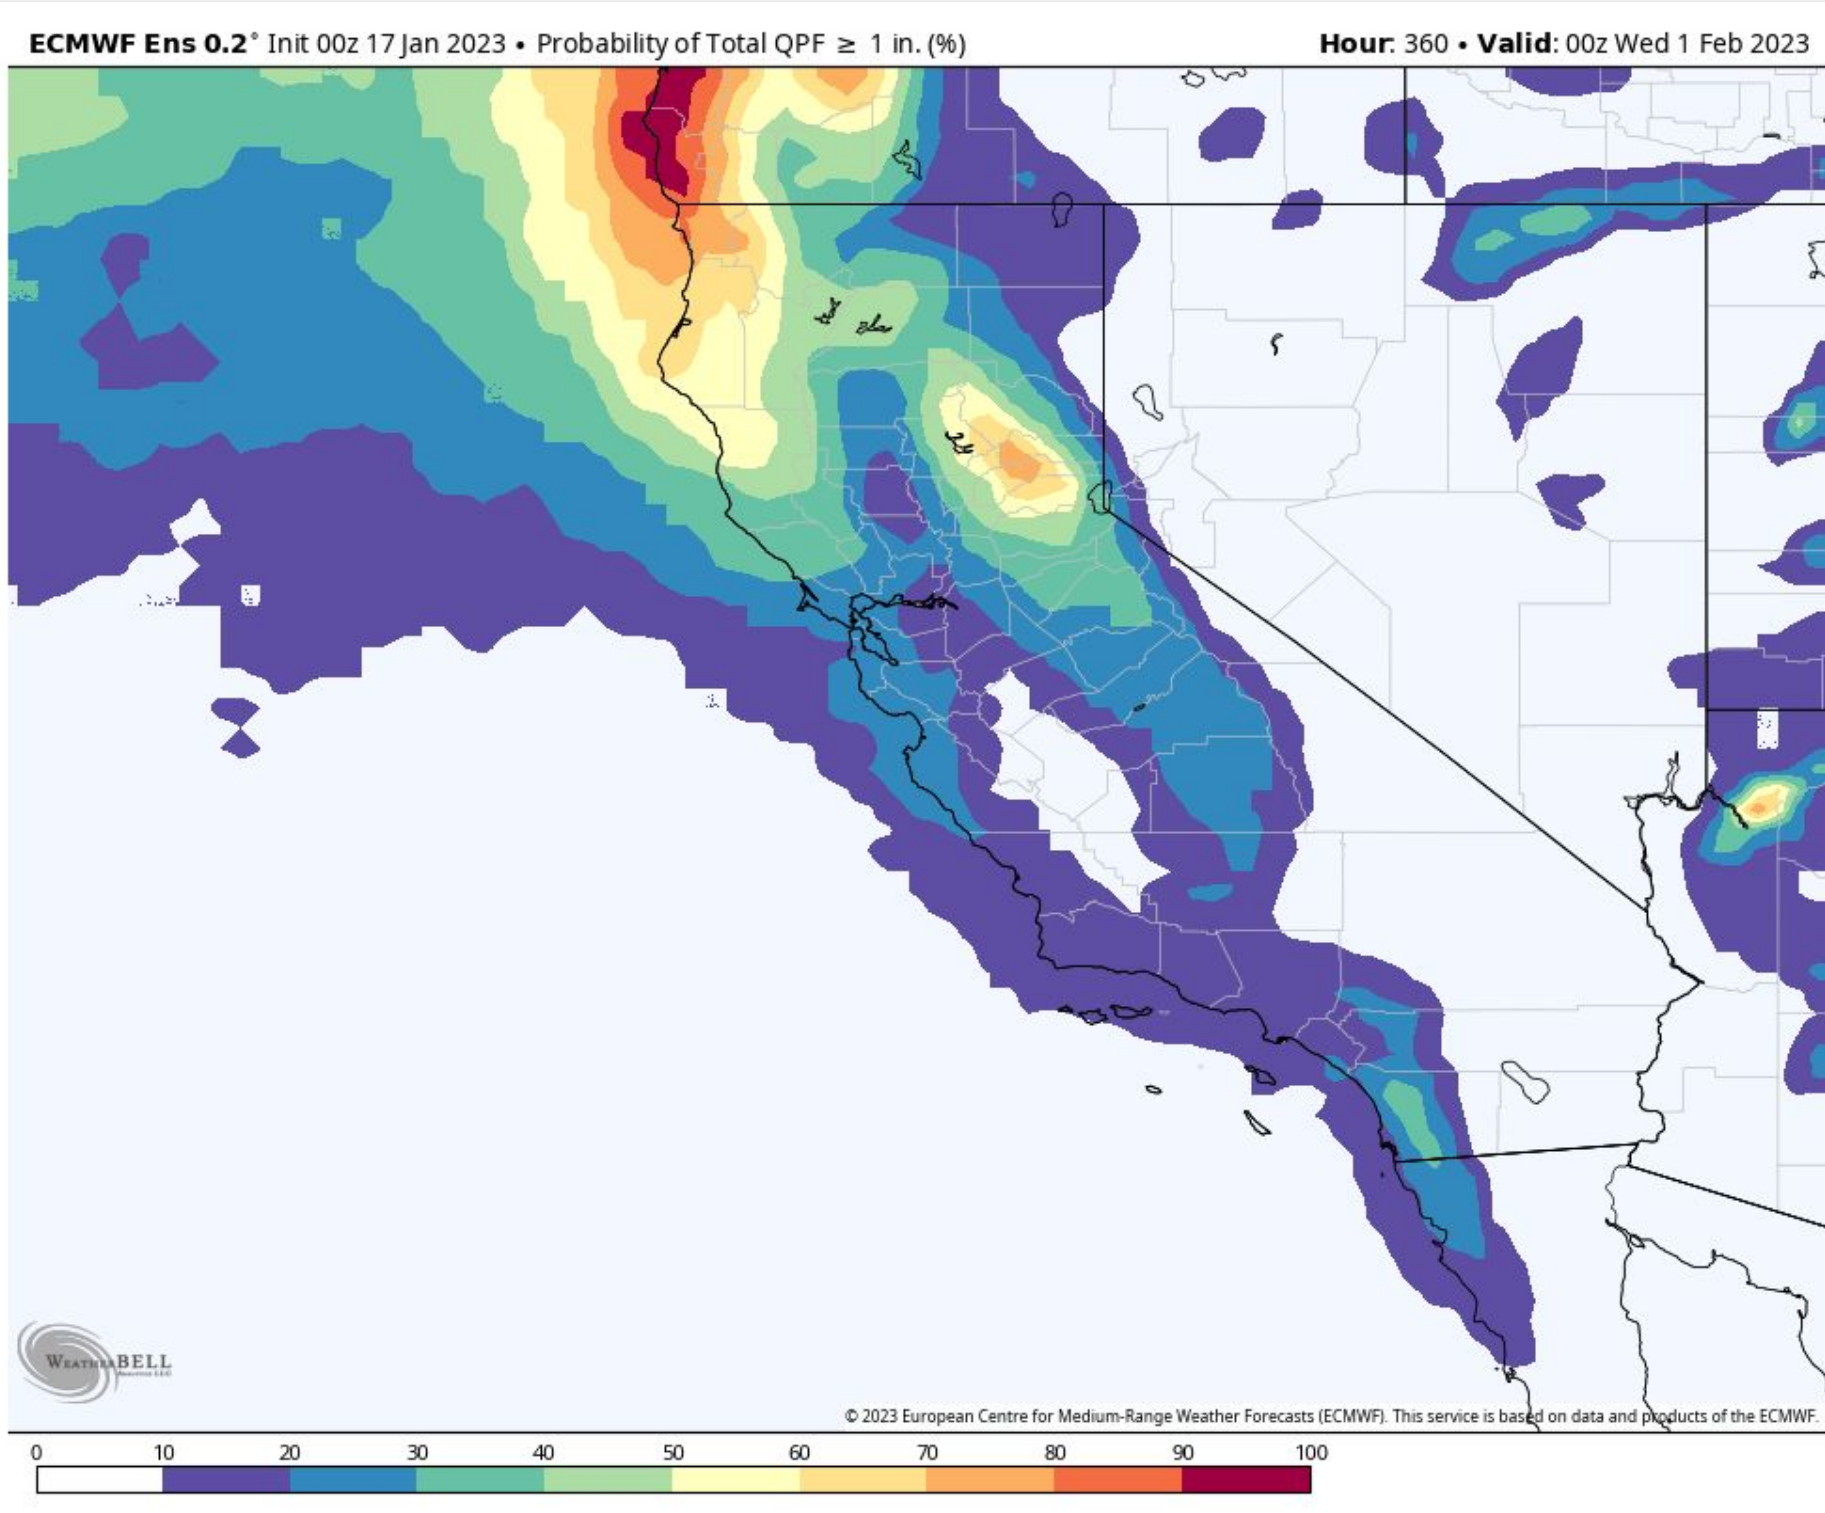 ECMWF Ens 0.2° Init 00z 17 Jan 2023 • Probability of Total QPF ≥ 1 in. (%)
Hour: 360 • Valid: 00z Wed 1 Feb 2023
WEATHERBELL
© 2023 European Centre for Medium-Range Weather Forecasts (ECMWF). This service is based on data and products of the ECMWF.
0 10 20 30 40 50 60 70 80 90 100